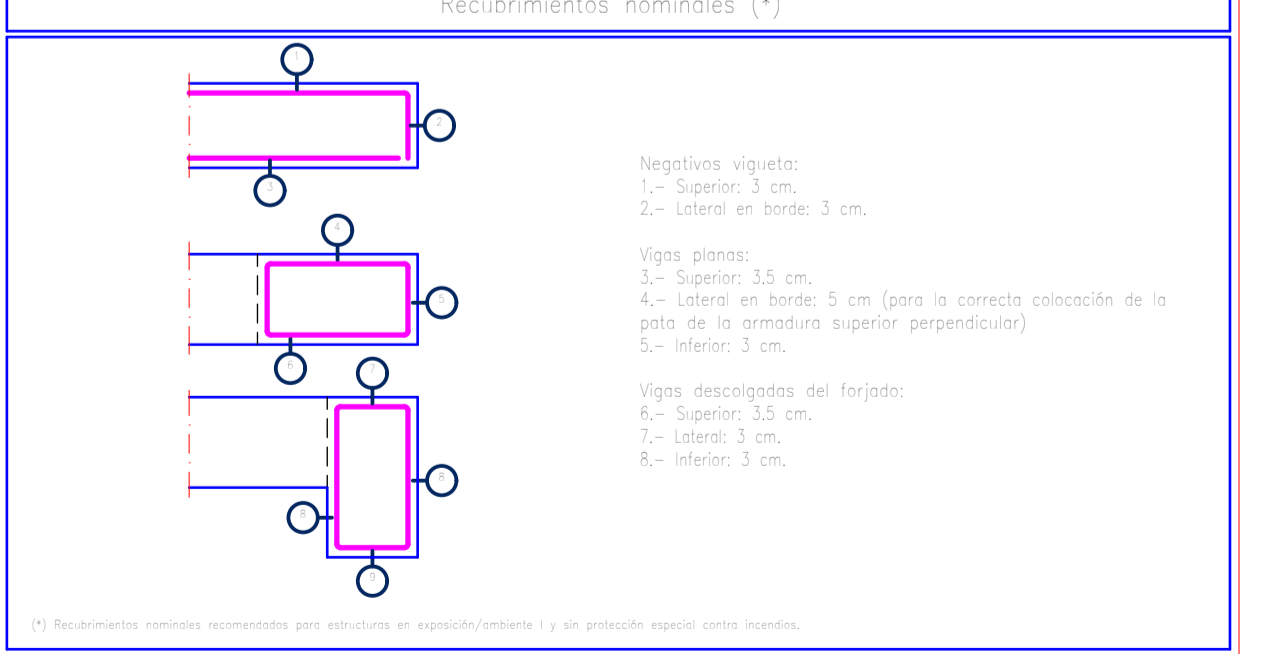 Recubrimientos nominales (*)
1
2
3
Negativos vigueta:
1.- Superior: 3 cm.
2.- Lateral en borde: 3 cm.
4
5
6
Vigas planas:
3.- Superior: 3.5 cm.
4.- Lateral en borde: 5 cm (para la correcta colocación de la
pata de la armadura superior perpendicular)
5.- Inferior: 3 cm.
7
8
8
9
Vigas descolgadas del forjado:
6.- Superior: 3.5 cm.
7.- Lateral: 3 cm.
8.- Inferior: 3 cm.
(*) Recubrimientos nominales recomendados para estructuras en exposición/ambiente I y sin protección especial contra incendios.